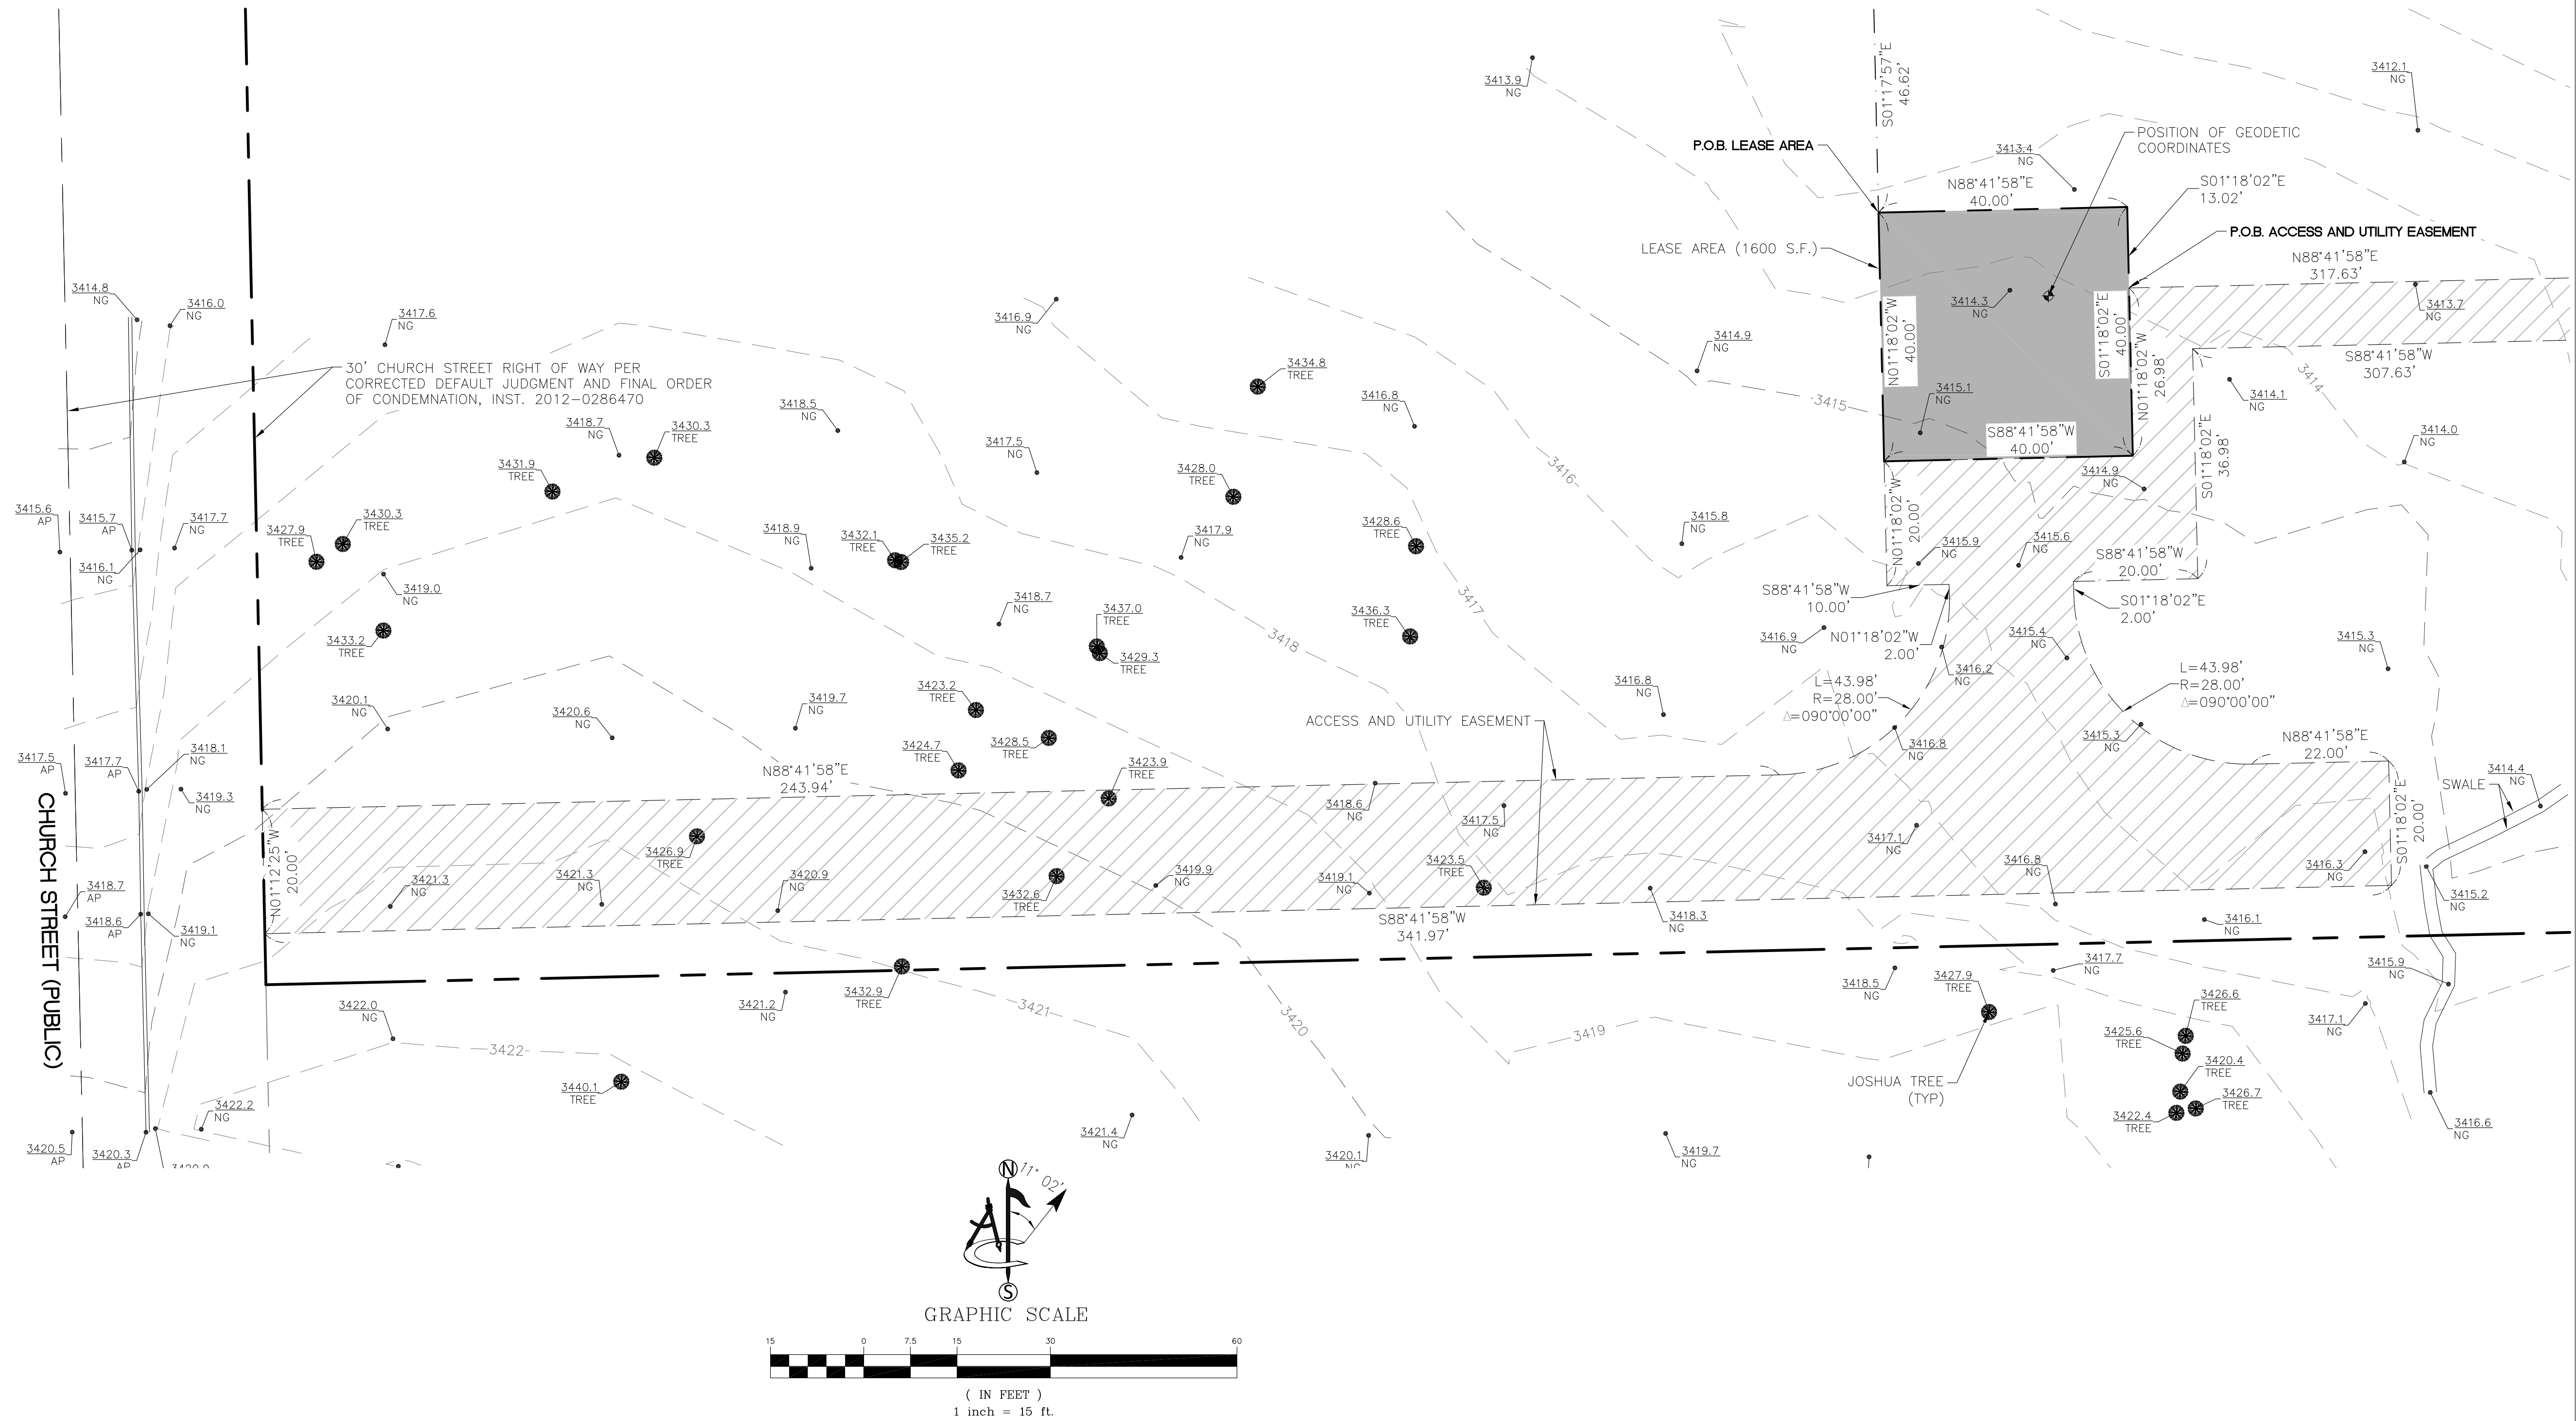 S01°17'57"E
46.62'
3412.1
NG
3413.9
NG
POSITION OF GEODETIC
COORDINATES
P.O.B. LEASE AREA
3413.4
NG
N88°41'58"E
40.00'
S01°18'02"E
13.02'
P.O.B. ACCESS AND UTILITY EASEMENT
LEASE AREA (1600 S.F.)
N88°41'58"E
317.63'
3414.3
NG
3413.7
NG
N01°18'02"W
40.00'
S01°18'02"E
40.00'
N01°18'02"W
26.98'
S88°41'58"W
307.63'
3414.8
NG
3416.0
NG
3417.6
NG
3416.9
NG
3414.9
NG
30' CHURCH STREET RIGHT OF WAY PER
CORRECTED DEFAULT JUDGMENT AND FINAL ORDER
OF CONDEMNATION, INST. 2012-0286470
3434.8
TREE
3416.8
NG
3415
3415.1
NG
3414
3414.1
NG
S88°41'58"W
40.00'
3414.0
NG
3418.5
NG
3418.7
NG
3430.3
TREE
3417.5
NG
3431.9
TREE
3428.0
TREE
3416
3414.9
NG
S01°18'02"E
36.98'
3415.6
AP
3415.7
AP
3417.7
NG
3427.9
TREE
3430.3
TREE
3418.9
NG
3432.1
TREE
3435.2
TREE
3417.9
NG
3428.6
TREE
3415.8
NG
N01°18'02"W
20.00'
3415.9
NG
3415.6
NG
S88°41'58"W
20.00'
3416.1
NG
3419.0
NG
3418.7
NG
3437.0
TREE
3417
S88°41'58"W
10.00'
S01°18'02"E
2.00'
3433.2
TREE
3429.3
TREE
3418
3436.3
TREE
3416.9
NG
N01°18'02"W
2.00'
3415.4
NG
3415.3
NG
3416.2
NG
L=43.98'
R=28.00'
Δ=090°00'00"
L=43.98'
R=28.00'
Δ=090°00'00"
3420.1
NG
3420.6
NG
3419.7
NG
3423.2
TREE
3416.8
NG
ACCESS AND UTILITY EASEMENT
3424.7
TREE
3428.5
TREE
3416.8
NG
3415.3
NG
N88°41'58"E
22.00'
3417.5
AP
3417.7
AP
3418.1
NG
3419.3
NG
N88°41'58"E
243.94'
3423.9
TREE
3418.6
NG
3417.5
NG
3417.1
NG
SWALE
3414.4
NG
S01°18'02"E
20.00'
CHURCH STREET (PUBLIC)
N01°12'25"W
20.00'
3426.9
TREE
3423.5
TREE
3416.8
NG
3416.3
NG
3418.7
AP
3421.3
NG
3421.3
NG
3420.9
NG
3432.6
TREE
3419.9
NG
3419.1
NG
3415.2
NG
3418.6
AP
3419.1
NG
S88°41'58"W
341.97'
3418.3
NG
3416.1
NG
3422.0
NG
3421.2
NG
3432.9
TREE
3418.5
NG
3427.9
TREE
3417.7
NG
3415.9
NG
3421
3420
3419
3426.6
TREE
3417.1
NG
3422
3425.6
TREE
3440.1
TREE
JOSHUA TREE
(TYP)
3420.4
TREE
3422.2
NG
3422.4
TREE
3426.7
TREE
3421.4
NG
3416.6
NG
3420.5
AP
3420.3
AP
3420.1
NG
3419.7
NG
N
11° 02'
S
GRAPHIC SCALE
15 0 7.5 15 30 60
( IN FEET )
1 inch = 15 ft.